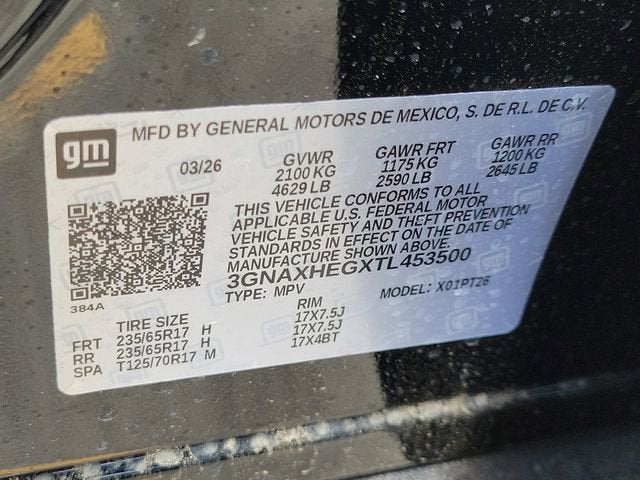 gm
MFD BY GENERAL MOTORS DE MEXICO, S. DE R.L. DE C.V.
03/26
GVWR
2100 KG
4629 LB
GAWR FRT
1175 KG
2590 LB
GAWR RR
1200 KG
2645 LB
THIS VEHICLE CONFORMS TO ALL
APPLICABLE U.S. FEDERAL MOTOR
VEHICLE SAFETY AND THEFT PREVENTION
STANDARDS IN EFFECT ON THE DATE OF
MANUFACTURE SHOWN ABOVE.
3GNAXHEGXTL453500
TYPE: MPV
MODEL: X01PT26
384A
TIRE SIZE RIM
FRT 235/65R17 H 17X7.5J
RR 235/65R17 H 17X7.5J
SPA T125/70R17 M 17X4BT